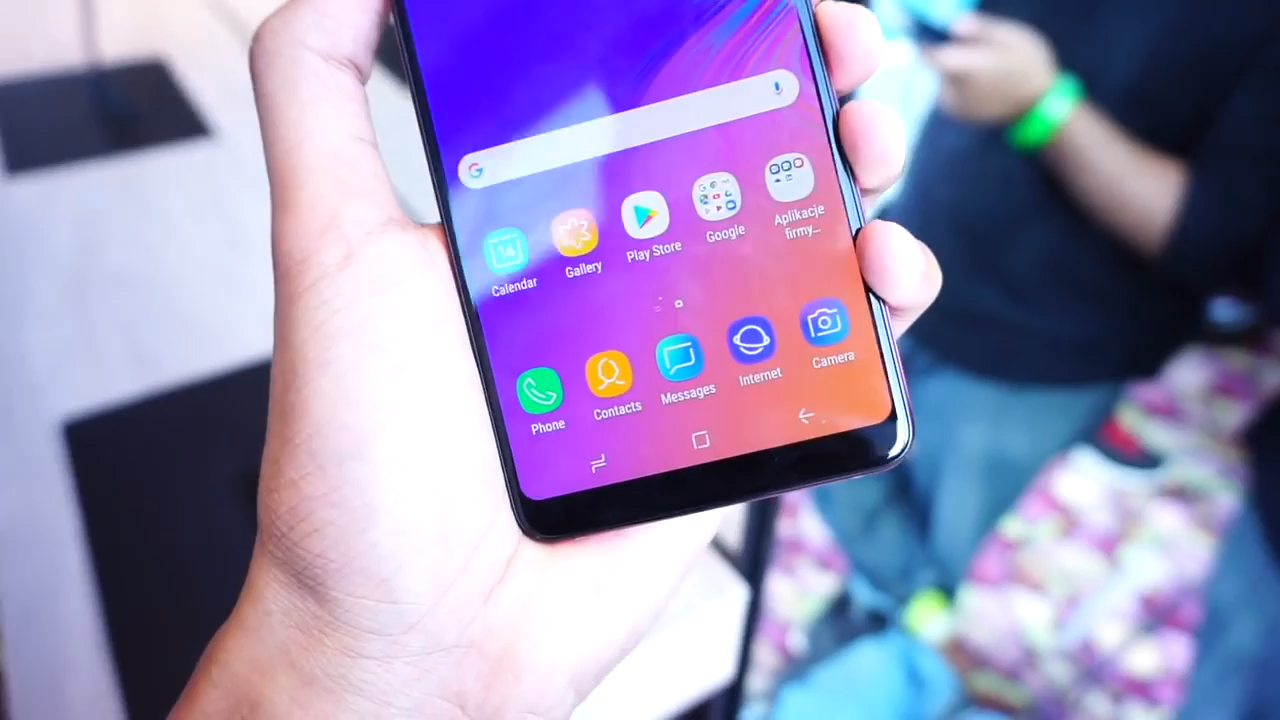 14
Calendar
Gallery
Play Store
Google
Aplikacje
firmy...
Phone
Contacts
Messages
Internet
Camera